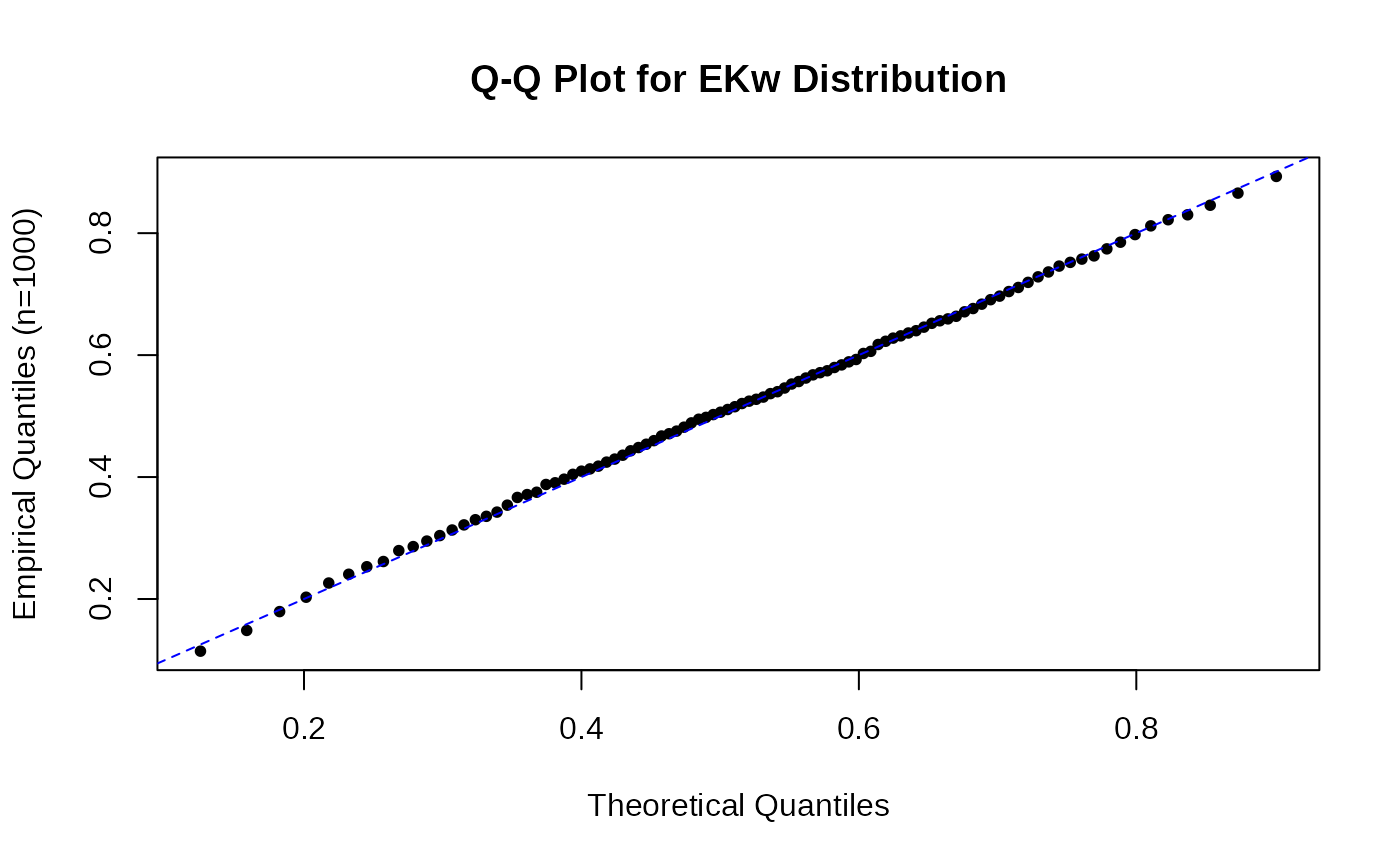 Q-Q Plot for EKw Distribution
Empirical Quantiles (n=1000)
0.8
0.6
0.4
0.2
0.2 0.4 0.6 0.8
Theoretical Quantiles